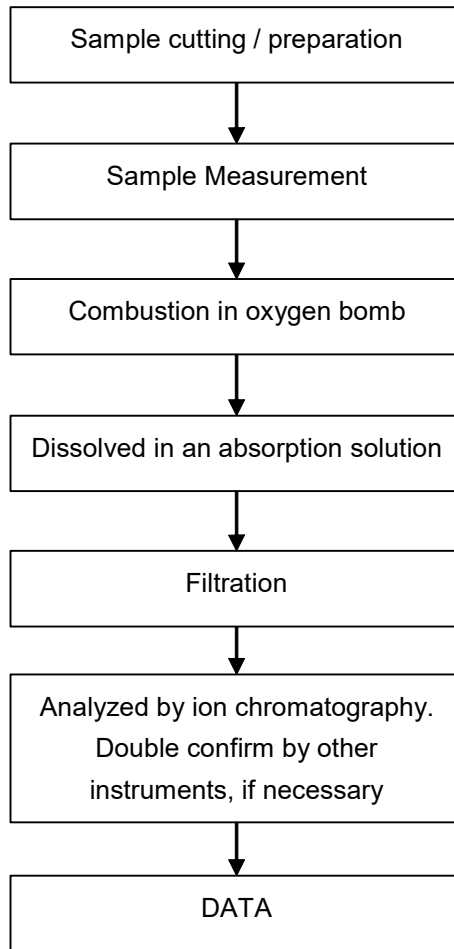 Sample cutting / preparation
Sample Measurement
Combustion in oxygen bomb
Dissolved in an absorption solution
Filtration
Analyzed by ion chromatography.
Double confirm by other
instruments, if necessary
DATA